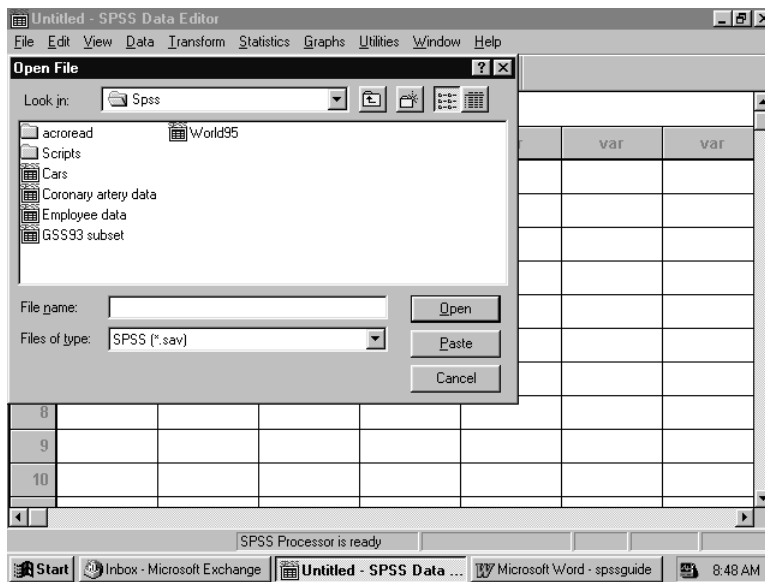 Untitled - SPSS Data Editor
File Edit View Data Transform Statistics Graphs Utilities Window Help
Open File
Look in: Spss
acroread
Scripts
Cars
Coronary artery data
Employee data
GSS93 subset
World95
File name:
Open
Files of type: SPSS (*.sav)
Paste
Cancel
var var
8
9
10
SPSS Processor is ready
Start Inbox - Microsoft Exchange Untitled - SPSS Data ... Microsoft Word - spssguide 8:48 AM